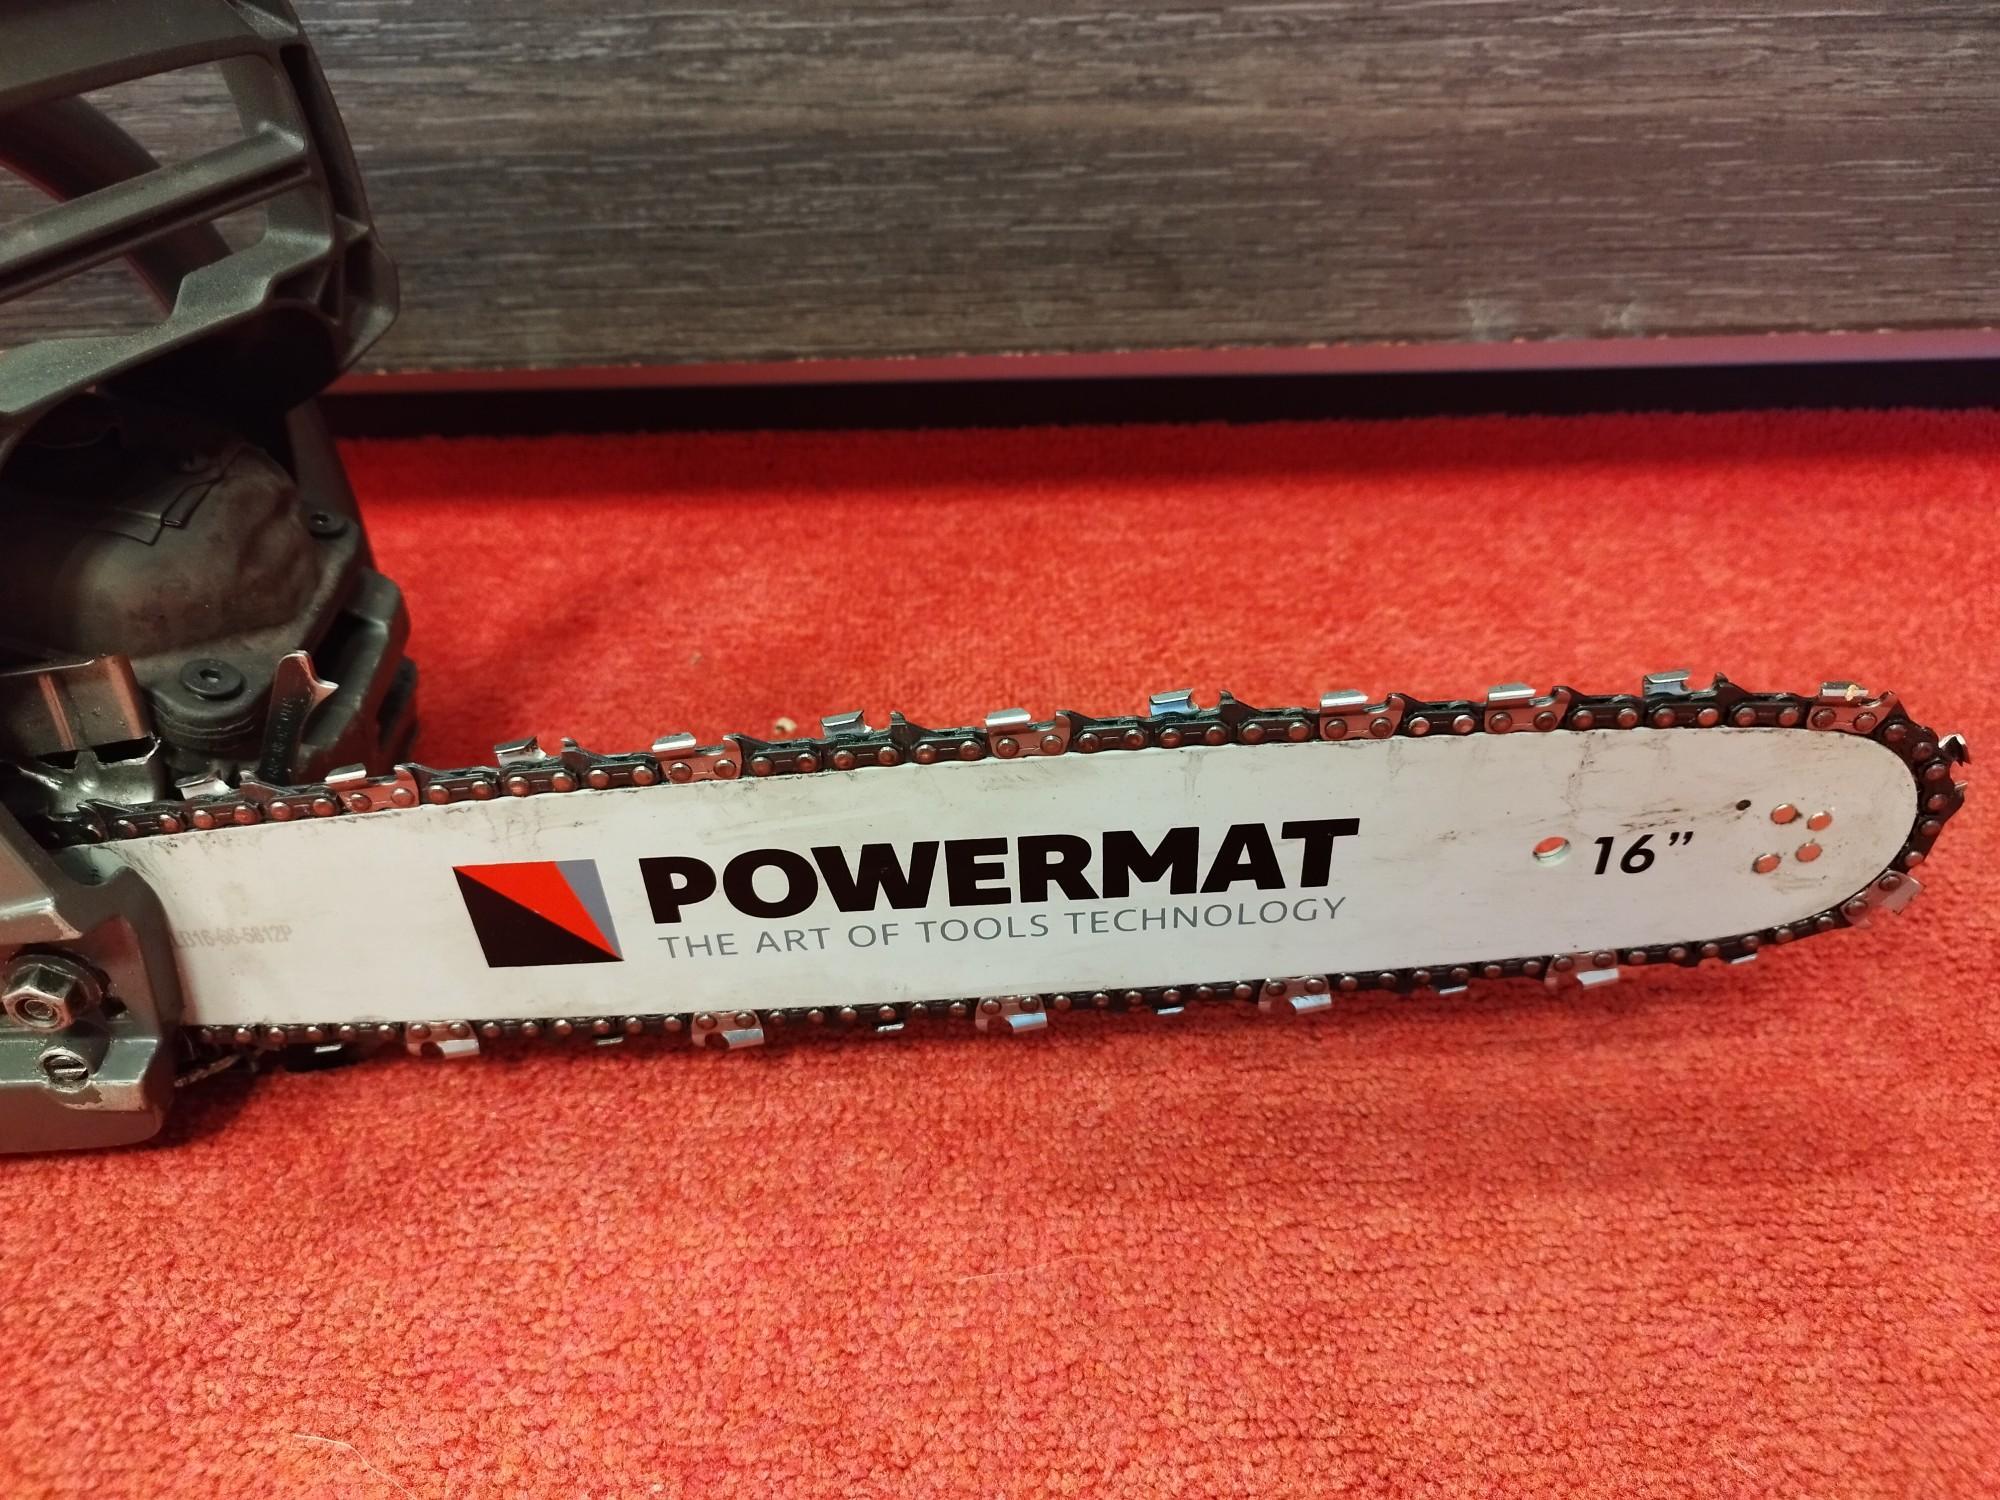 POWERMAT
THE ART OF TOOLS TECHNOLOGY
16”